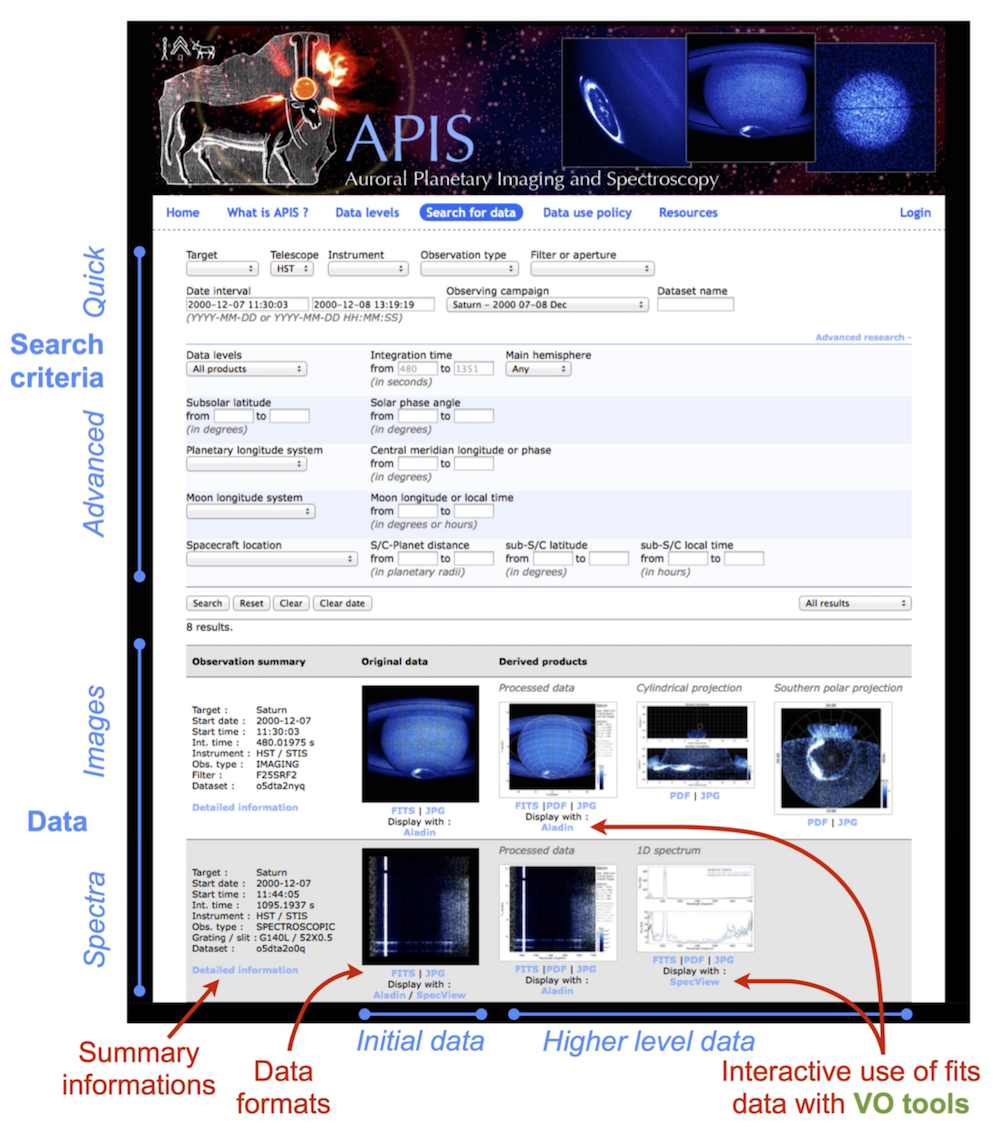 APIS
Auroral Planetary Imaging and Spectroscopy
Home What is APIS ? Data levels Search for data Data use policy Resources Login
Quick
Search
criteria
Advanced
Target Telescope Instrument Observation type Filter or aperture
HST
Date interval Observing campaign Dataset name
2000-12-07 11:30:03 2000-12-08 13:19:19 Saturn - 2000 07-08 Dec
(YYYY-MM-DD or YYYY-MM-DD HH:MM:SS)
Advanced research -
Data levels Integration time Main hemisphere
All products from 480 to 1351 Any
(in seconds)
Subsolar latitude Solar phase angle
from to from to
(in degrees) (in degrees)
Planetary longitude system Central meridian longitude or phase
from to
(in degrees)
Moon longitude system Moon longitude or local time
from to
(in degrees or hours)
Spacecraft location S/C-Planet distance sub-S/C latitude sub-S/C local time
from to from to from to
(in planetary radii) (in degrees) (in hours)
Search Reset Clear Clear date All results
8 results.
Data
Images
Spectra
Observation summary Original data Derived products
Processed data Cylindrical projection Southern polar projection
Target : Saturn
Start date : 2000-12-07
Start time : 11:30:03
Int. time : 480.01975 s
Instrument : HST / STIS
Obs. type : IMAGING
Filter : F25SRF2
Dataset : o5dta2nyq
Detailed information
FITS | JPG
Display with :
Aladin
FITS |PDF | JPG
Display with :
Aladin
PDF | JPG
PDF | JPG
Processed data 1D spectrum
Target : Saturn
Start date : 2000-12-07
Start time : 11:44:05
Int. time : 1095.1937 s
Instrument : HST / STIS
Obs. type : SPECTROSCOPIC
Grating / slit : G140L / 52X0.5
Dataset : o5dta2o0q
Detailed information
FITS | JPG
Display with :
Aladin / SpecView
FITS |PDF | JPG
Display with :
Aladin
FITS |PDF | JPG
Display with :
SpecView
Initial data Higher level data
Summary
informations
Data
formats
Interactive use of fits
data with VO tools